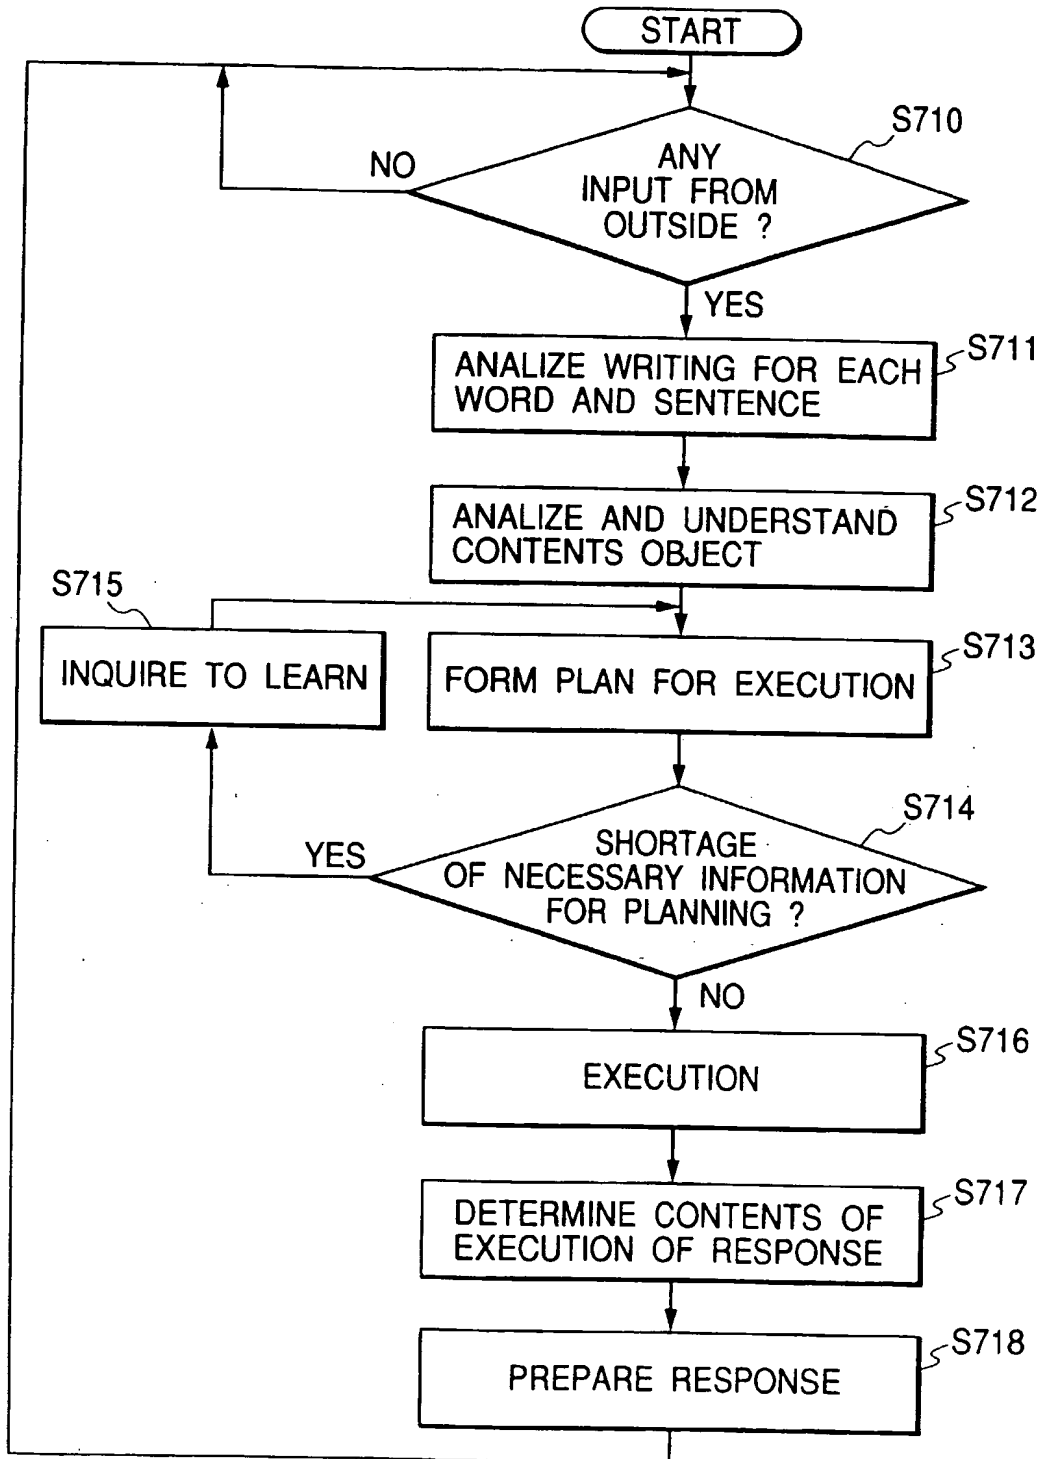 START
S710
NO
ANY
INPUT FROM
OUTSIDE ?
YES
S711
ANALIZE WRITING FOR EACH
WORD AND SENTENCE
S712
ANALIZE AND UNDERSTAND
CONTENTS OBJECT
S715
INQUIRE TO LEARN
S713
FORM PLAN FOR EXECUTION
S714
YES
SHORTAGE
OF NECESSARY INFORMATION
FOR PLANNING ?
NO
S716
EXECUTION
S717
DETERMINE CONTENTS OF
EXECUTION OF RESPONSE
S718
PREPARE RESPONSE